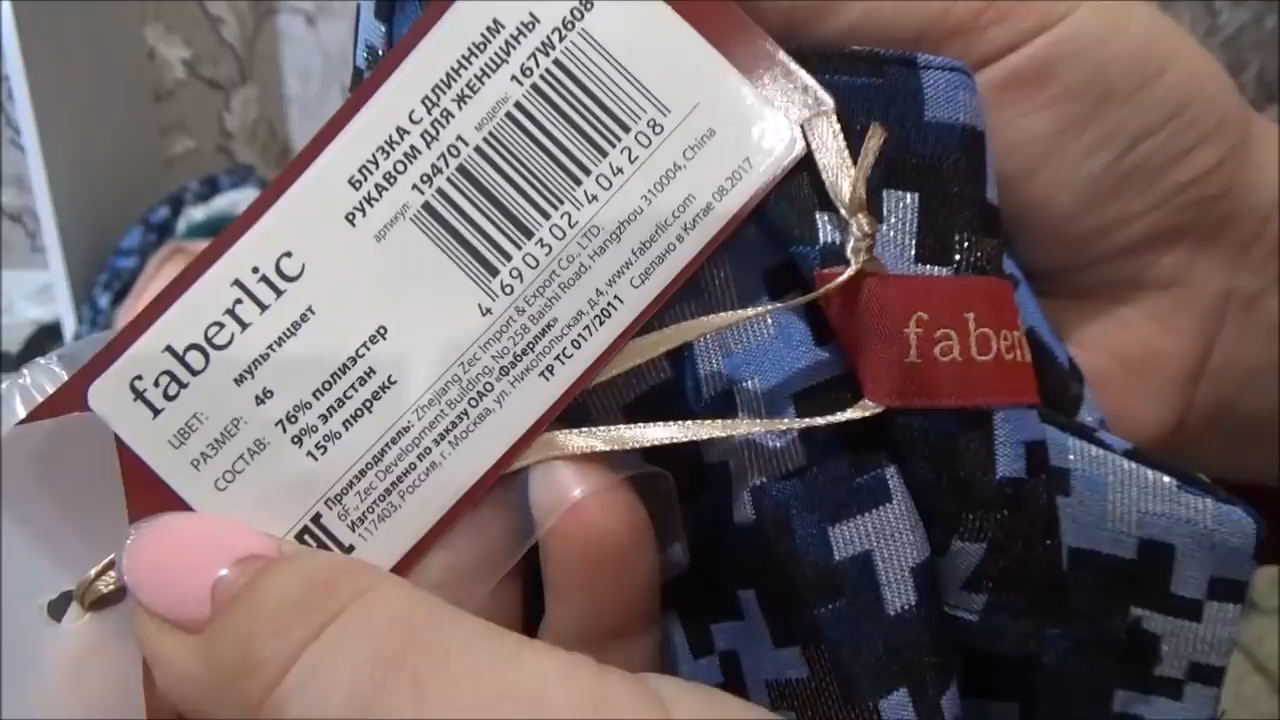 БЛУЗКА С ДЛИННЫМ
РУКАВОМ ДЛЯ ЖЕНЩИНЫ
артикул: 194701 модель: 167W2608
4 690302 404208
faberlic
ЦВЕТ: мультицвет
РАЗМЕР: 46
СОСТАВ: 76% полиэстер
9% эластан
15% люрекс
Производитель: Zhejiang Zec Import & Export Co., LTD.
6F., Zec Development Building, No.258 Baishi Road, Hangzhou 310004, China
Изготовлено по заказу ОАО «Фаберлик»
117403, Россия, г. Москва, ул. Никопольская, д.4, www.faberlic.com
ТР ТС 017/2011 Сделано в Китае 08.2017
faber